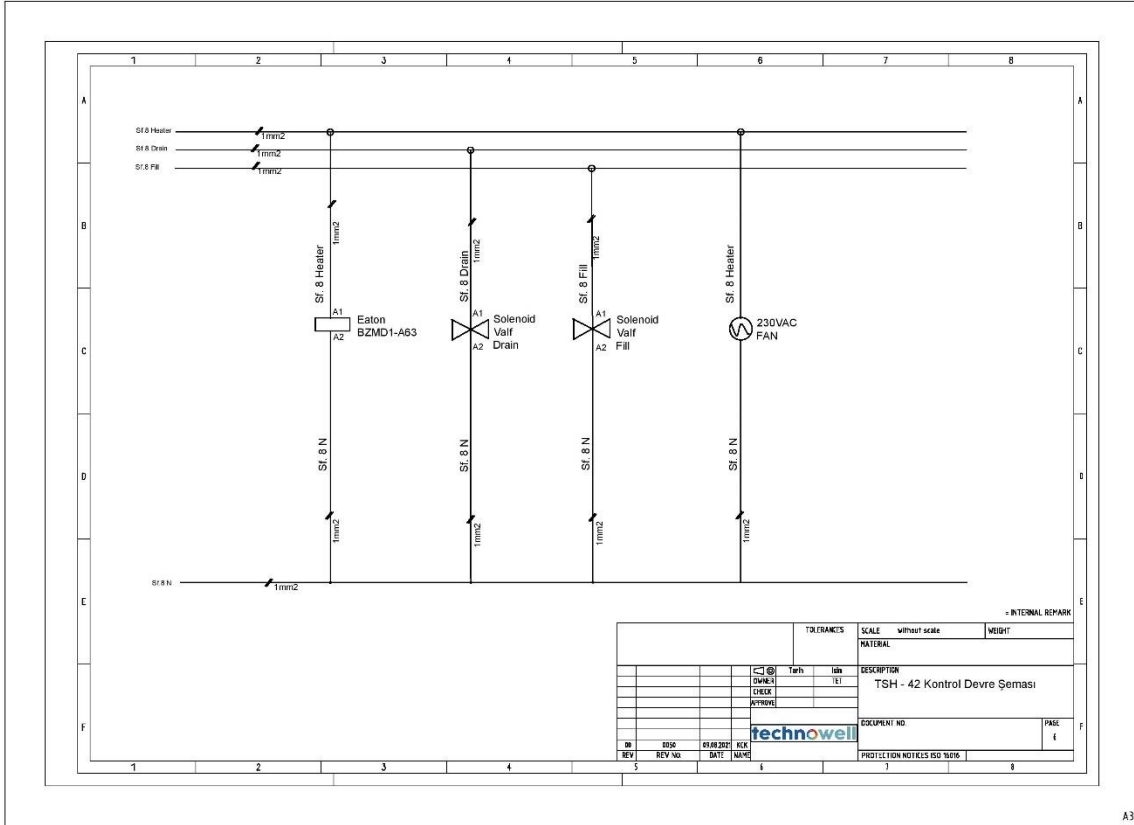 1 2 3 4 5 6 7 8
A A
Sf.8 Heater 1mm2
Sf.8 Drain 1mm2
Sf.8 Fill 1mm2
B B
1mm2 1mm2 1mm2
Sf. 8 Heater Sf. 8 Drain Sf. 8 Fill Sf. 8 Heater
A1 Eaton
A2 BZMD1-A63
A1 Solenoid
Valf
A2 Drain
A1 Solenoid
Valf
A2 Fill
230VAC
FAN
C C
Sf. 8 N Sf. 8 N Sf. 8 N Sf. 8 N
D D
1mm2 1mm2 1mm2 1mm2
Sf.8 N 1mm2
E E
= INTERNAL REMARK
TOLERANCES SCALE without scale WEIGHT
MATERIAL
Tarih İsim DESCRIPTION
OWNER TET TSH - 42 Kontrol Devre Şeması
CHECK
APPROVE
technowell DOCUMENT NO. PAGE
6
F F
00 0050 09.08.2021 KCK
REV REV No. DATE NAME PROTECTION NOTICES ISO 16016
1 2 3 4 5 6 7 8
A3